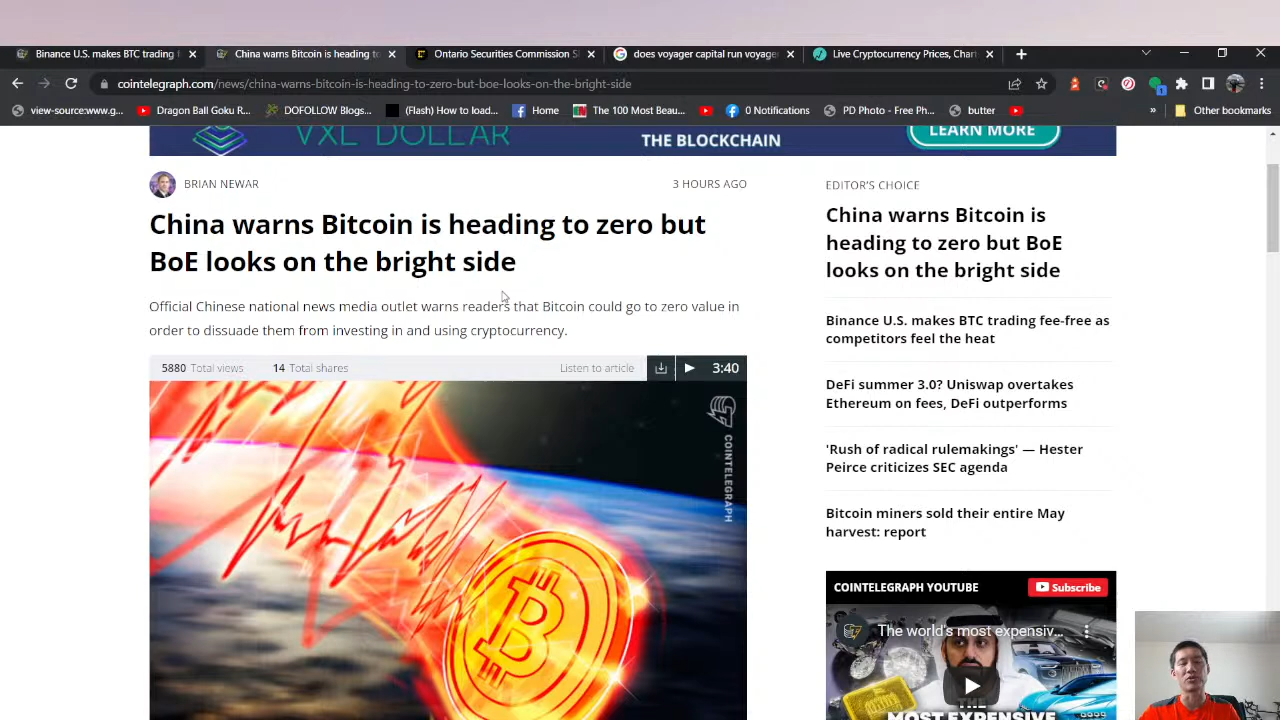 Binance U.S. makes BTC trading f
China warns Bitcoin is heading to
Ontario Securities Commission S
does voyager capital run voyage
Live Cryptocurrency Prices, Chart
cointelegraph.com/news/china-warns-bitcoin-is-heading-to-zero-but-boe-looks-on-the-bright-side
view-source:www.g...
Dragon Ball Goku R...
DOFOLLOW Blogs...
(Flash) How to load...
Home
The 100 Most Beau...
0 Notifications
PD Photo - Free Ph...
butter
»
Other bookmarks
VXL DOLLAR
THE BLOCKCHAIN
LEARN MORE
BRIAN NEWAR
3 HOURS AGO
China warns Bitcoin is heading to zero but
BoE looks on the bright side
Official Chinese national news media outlet warns readers that Bitcoin could go to zero value in
order to dissuade them from investing in and using cryptocurrency.
5880 Total views
14 Total shares
Listen to article
3:40
COINTELEGRAPH
EDITOR'S CHOICE
China warns Bitcoin is
heading to zero but BoE
looks on the bright side
Binance U.S. makes BTC trading fee-free as
competitors feel the heat
DeFi summer 3.0? Uniswap overtakes
Ethereum on fees, DeFi outperforms
'Rush of radical rulemakings' — Hester
Peirce criticizes SEC agenda
Bitcoin miners sold their entire May
harvest: report
COINTELEGRAPH YOUTUBE
Subscribe
The world's most expensiv...
THE
MOST EXPENSIVE